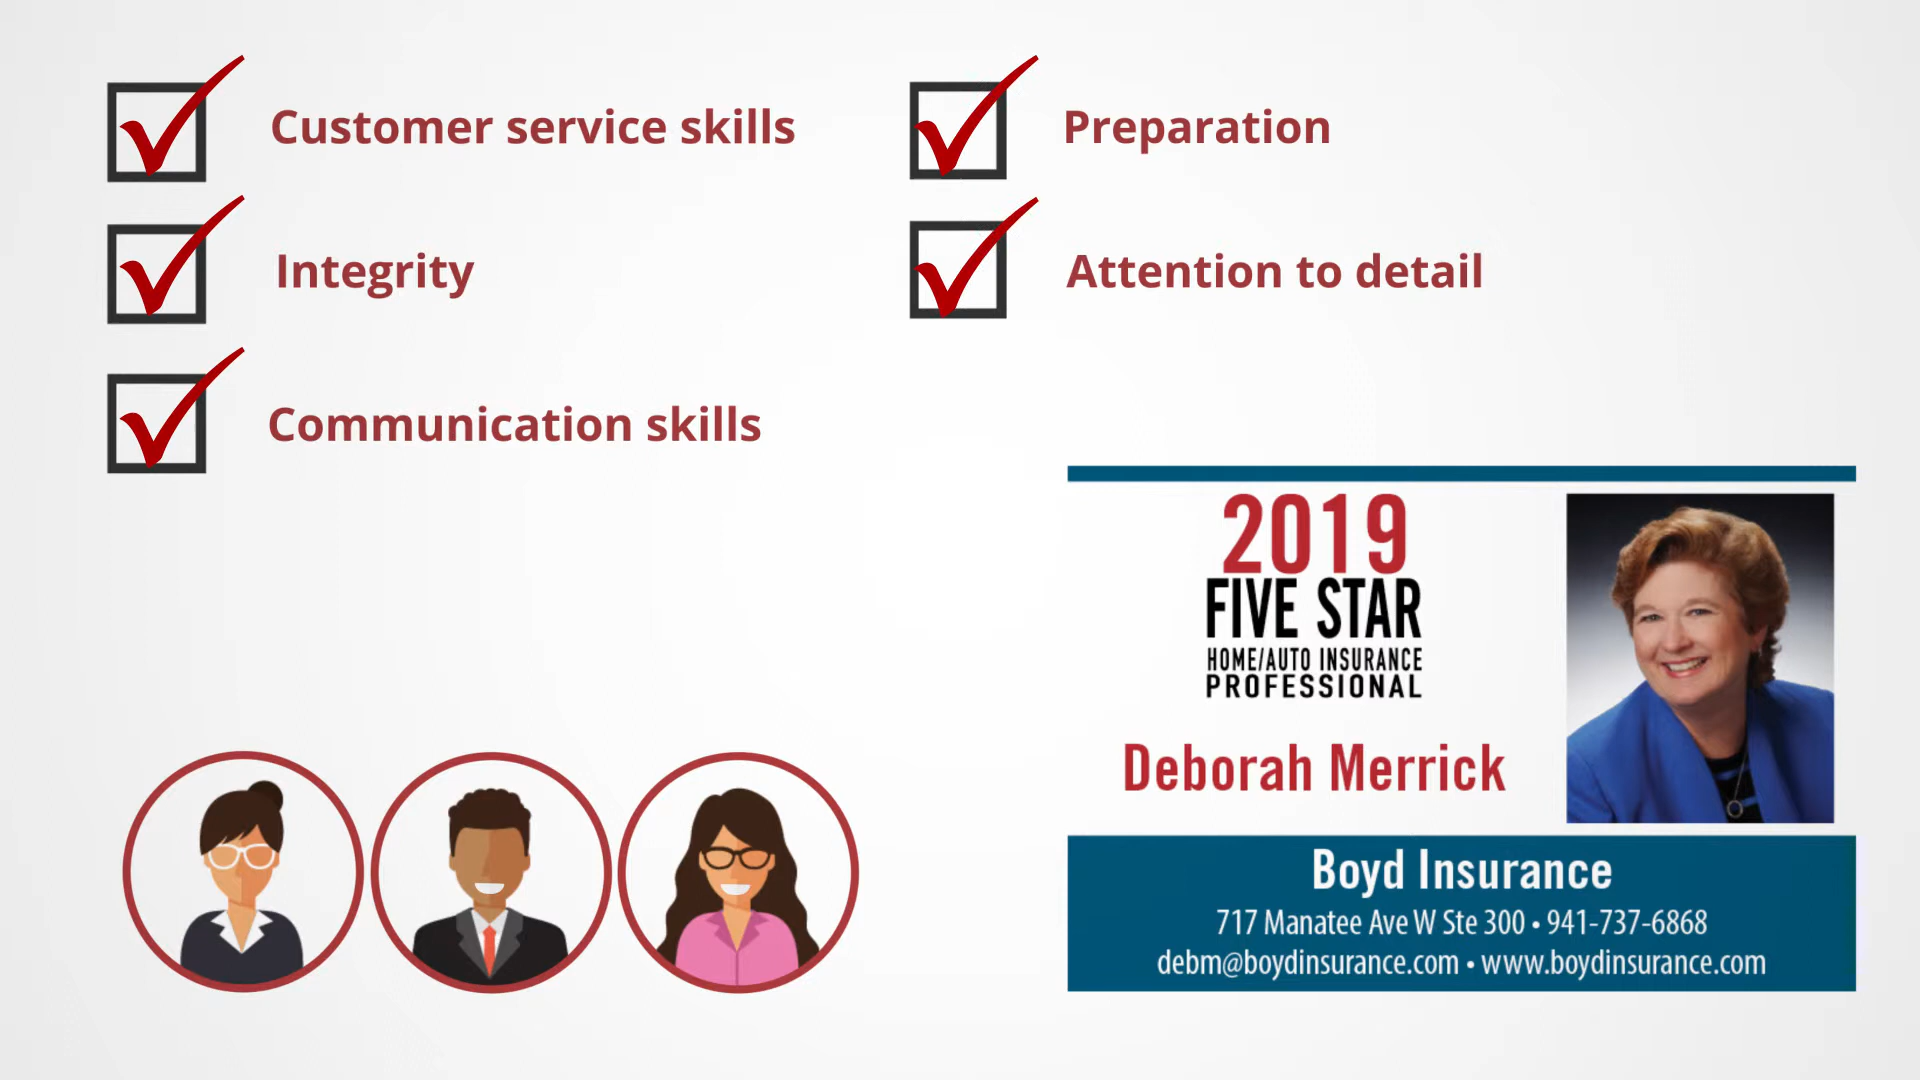 Customer service skills
Preparation
Integrity
Attention to detail
Communication skills
2019
FIVE STAR
HOME/AUTO INSURANCE
PROFESSIONAL
Deborah Merrick
Boyd Insurance
717 Manatee Ave W Ste 300 • 941-737-6868
debm@boydinsurance.com • www.boydinsurance.com